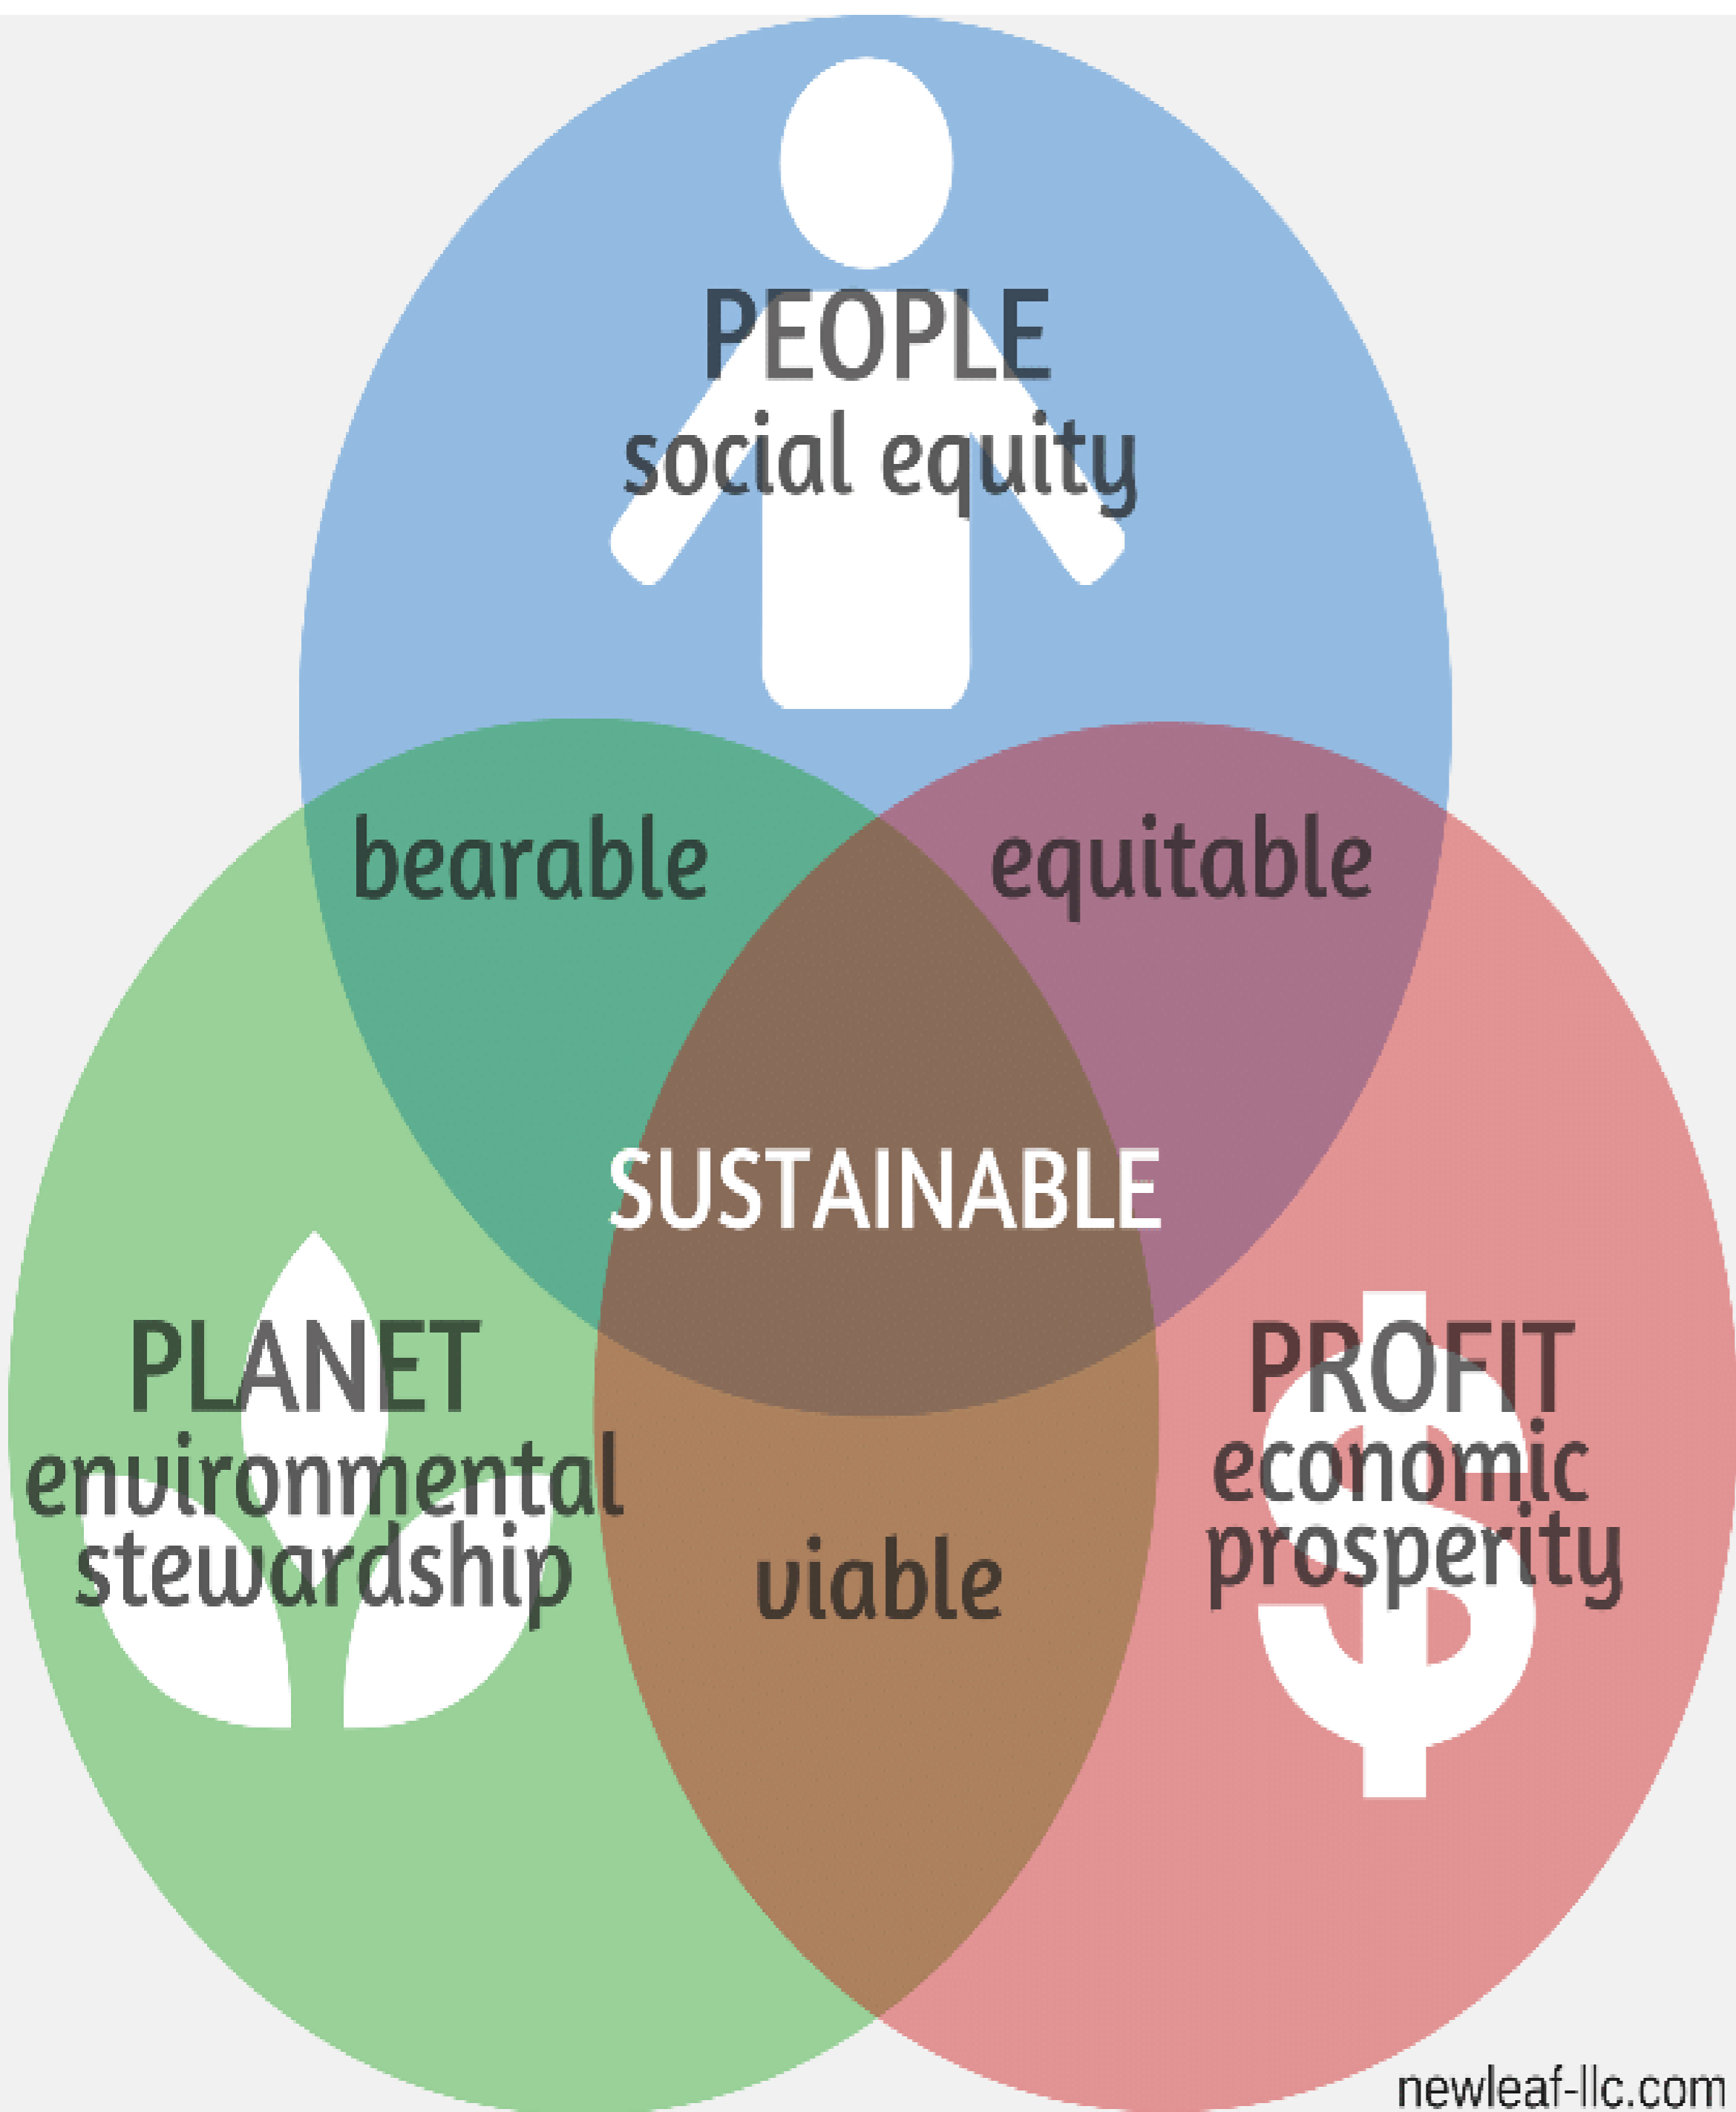 PEOPLE
social equity
bearable
equitable
SUSTAINABLE
PLANET
environmental
stewardship
PROFIT
economic
prosperity
viable
newleaf-llc.com